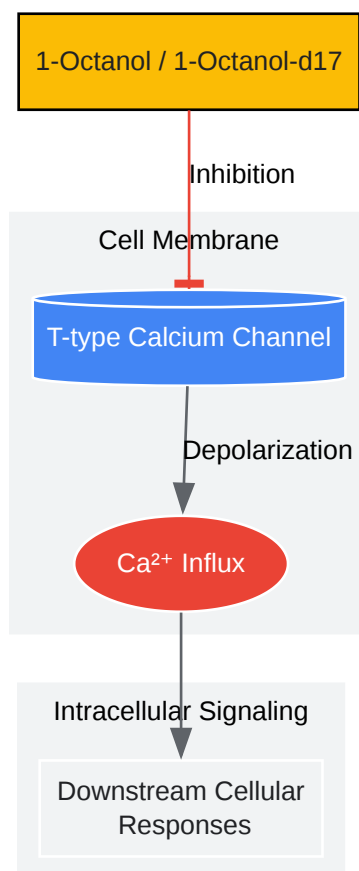 1-Octanol / 1-Octanol-d17
Inhibition
Cell Membrane
T-type Calcium Channel
Depolarization
Ca²⁺ Influx
Intracellular Signaling
Downstream Cellular
Responses